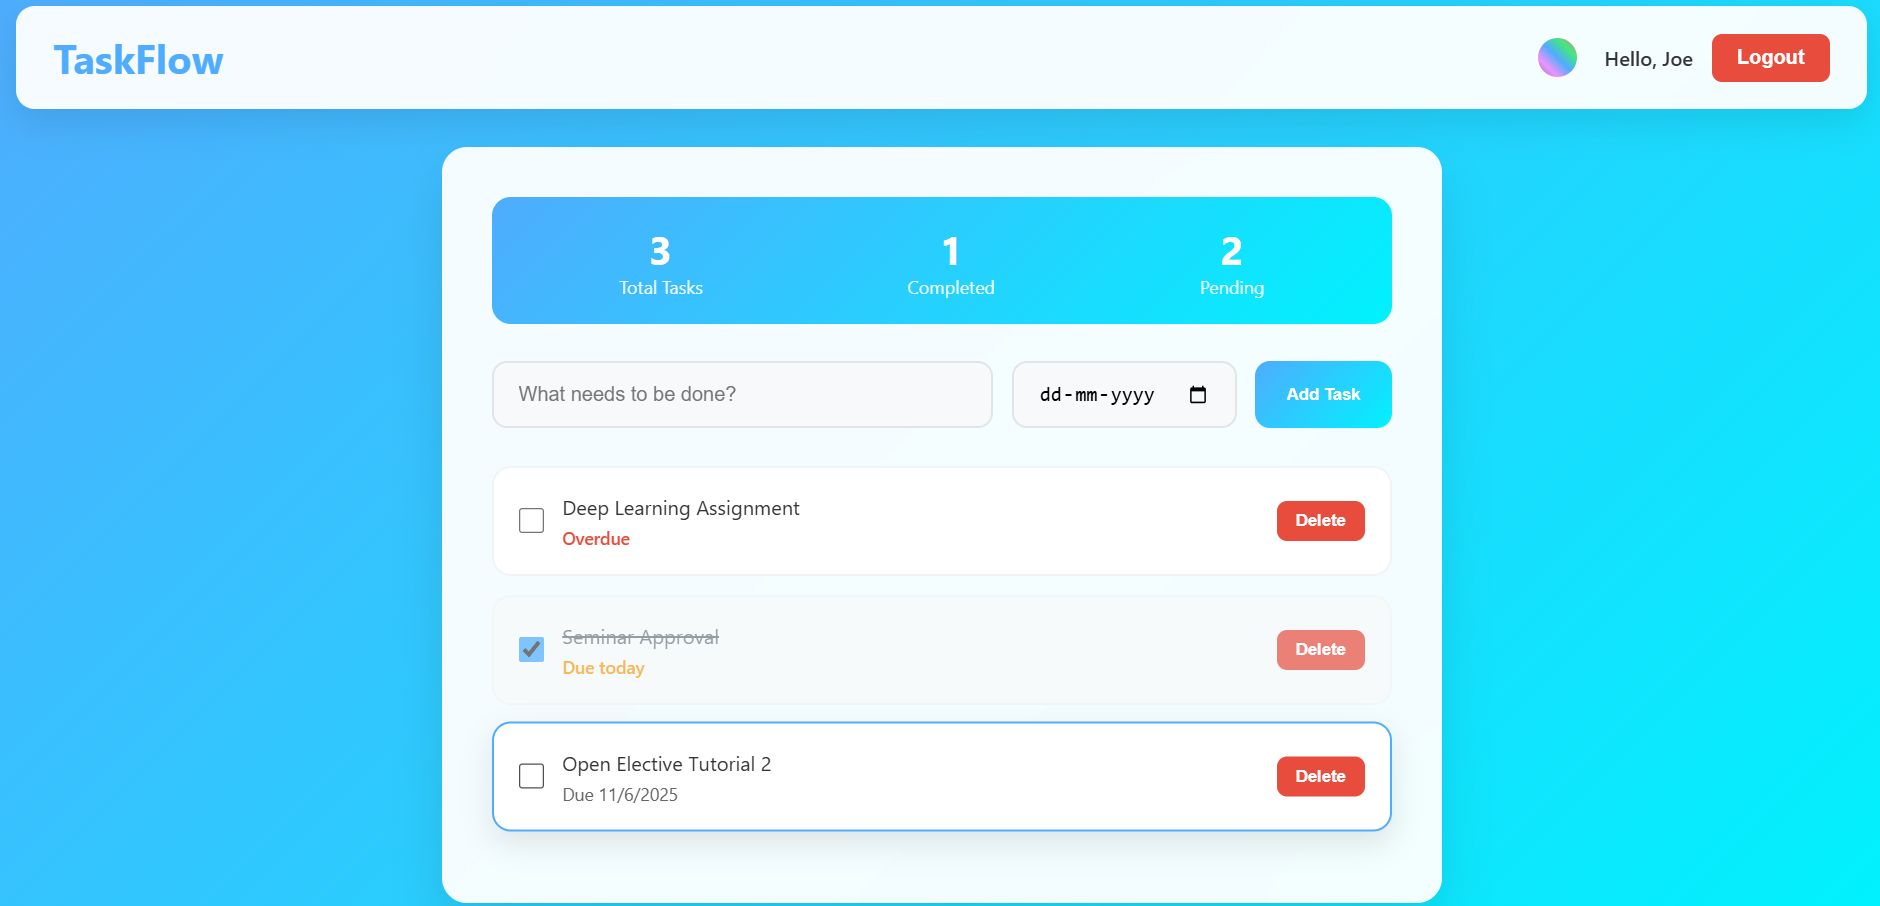 TaskFlow
Hello, Joe
Logout
3
Total Tasks
1
Completed
2
Pending
What needs to be done?
dd-mm-yyyy
Add Task
Deep Learning Assignment
Overdue
Delete
Seminar Approval
Due today
Delete
Open Elective Tutorial 2
Due 11/6/2025
Delete